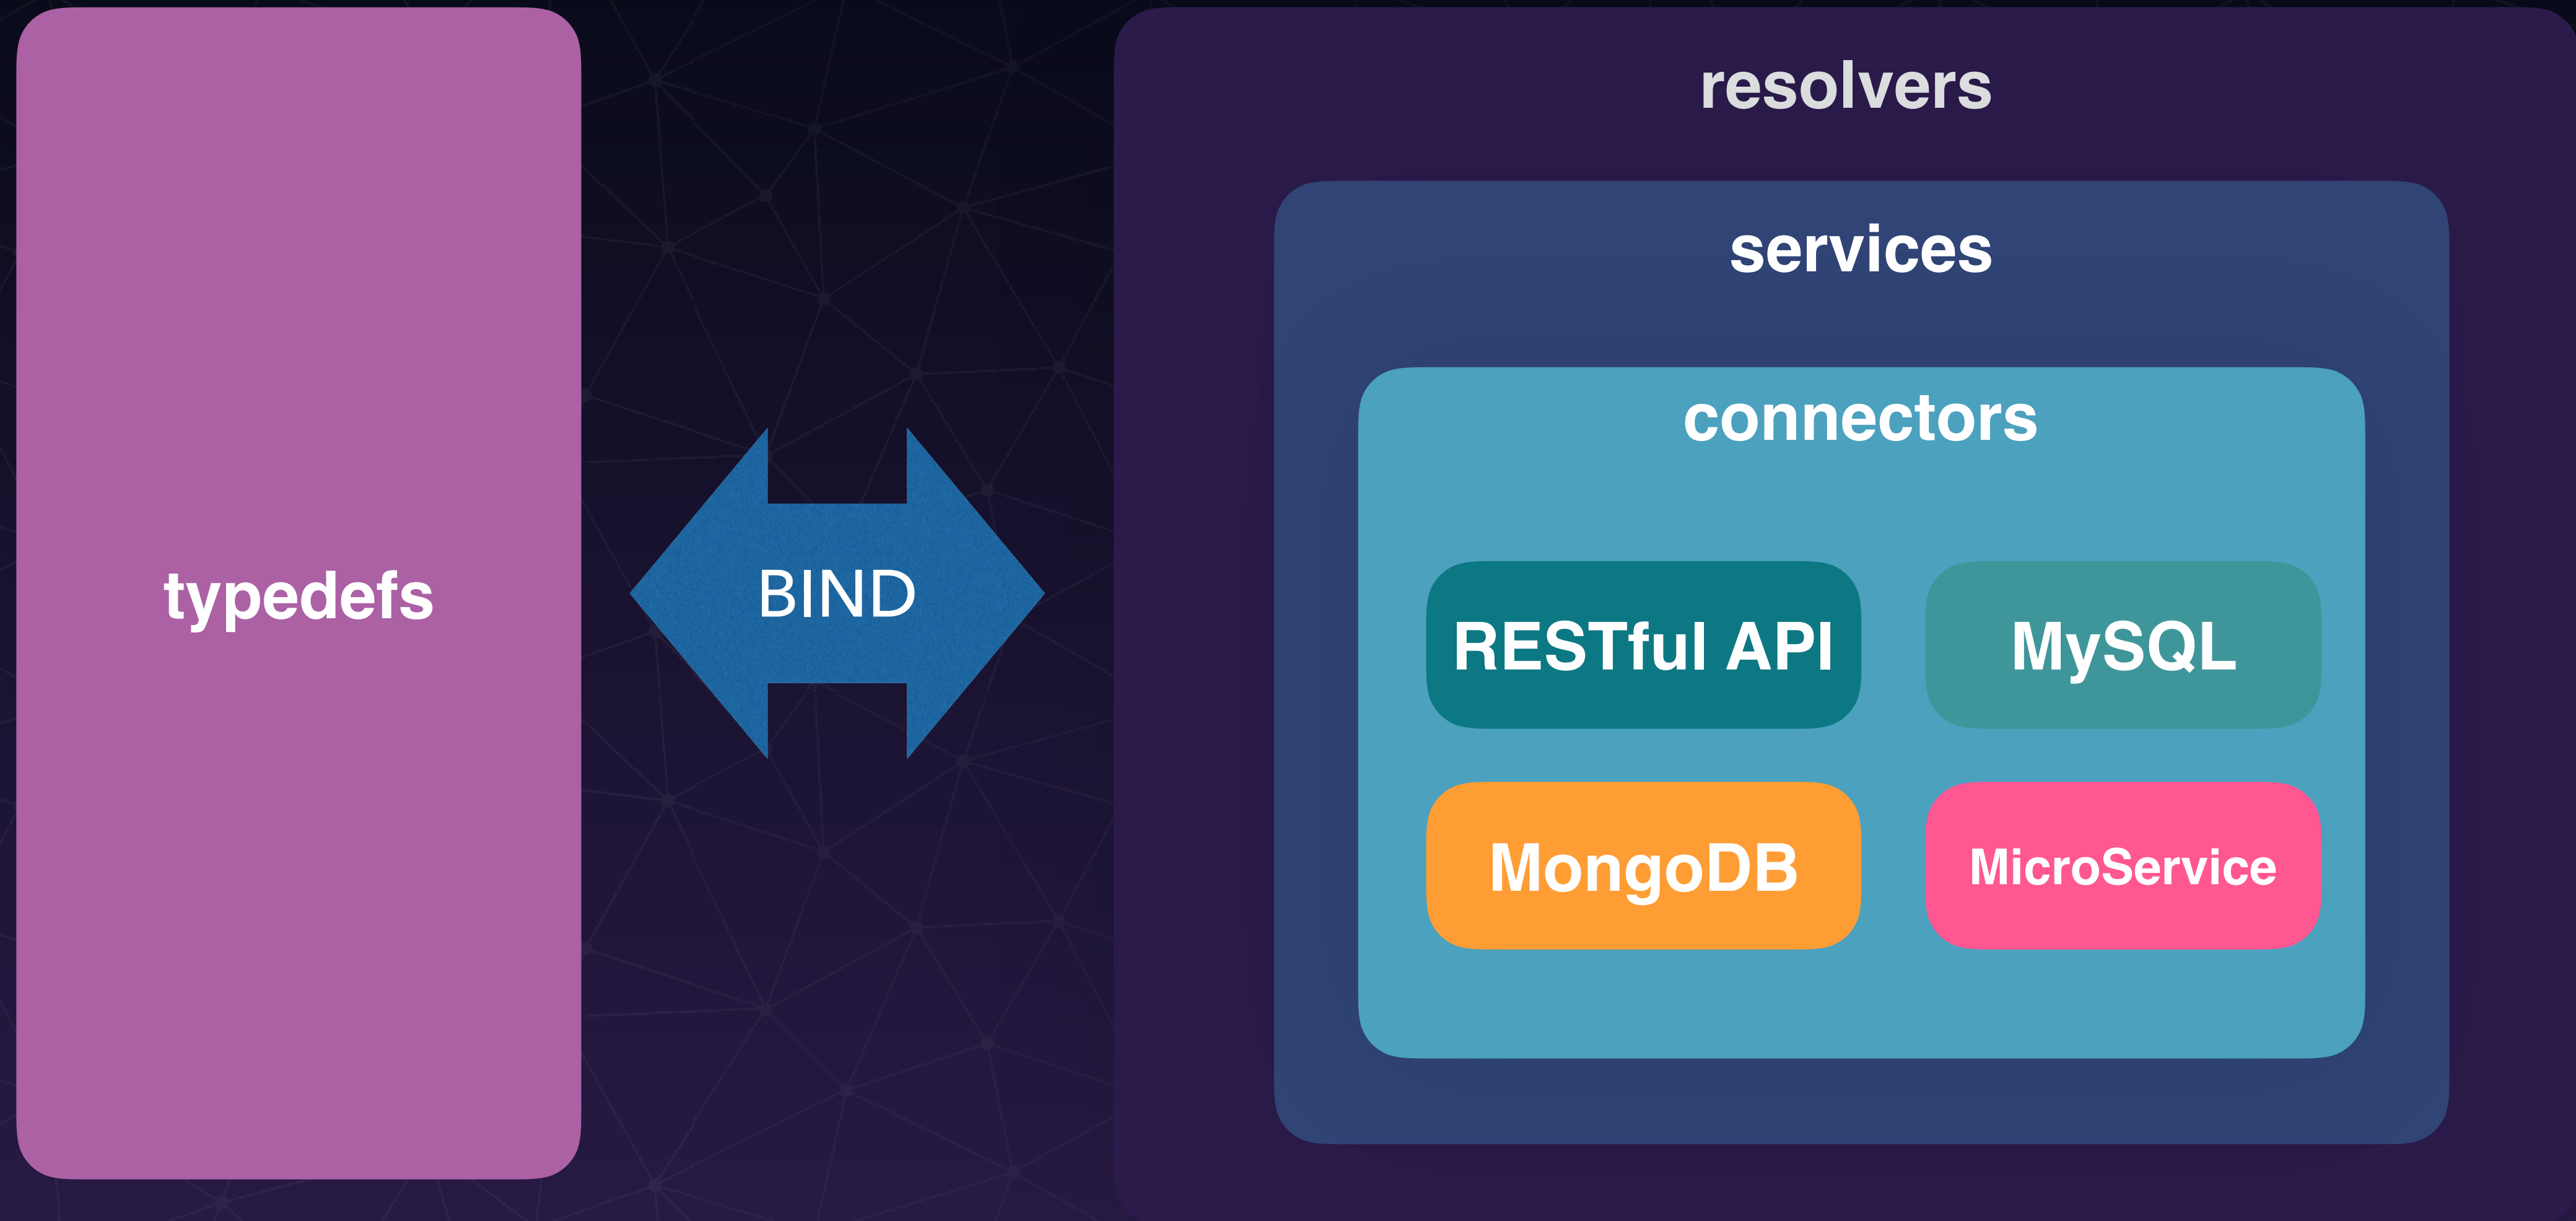 typedefs
BIND
resolvers
services
connectors
RESTful API
MySQL
MongoDB
MicroService